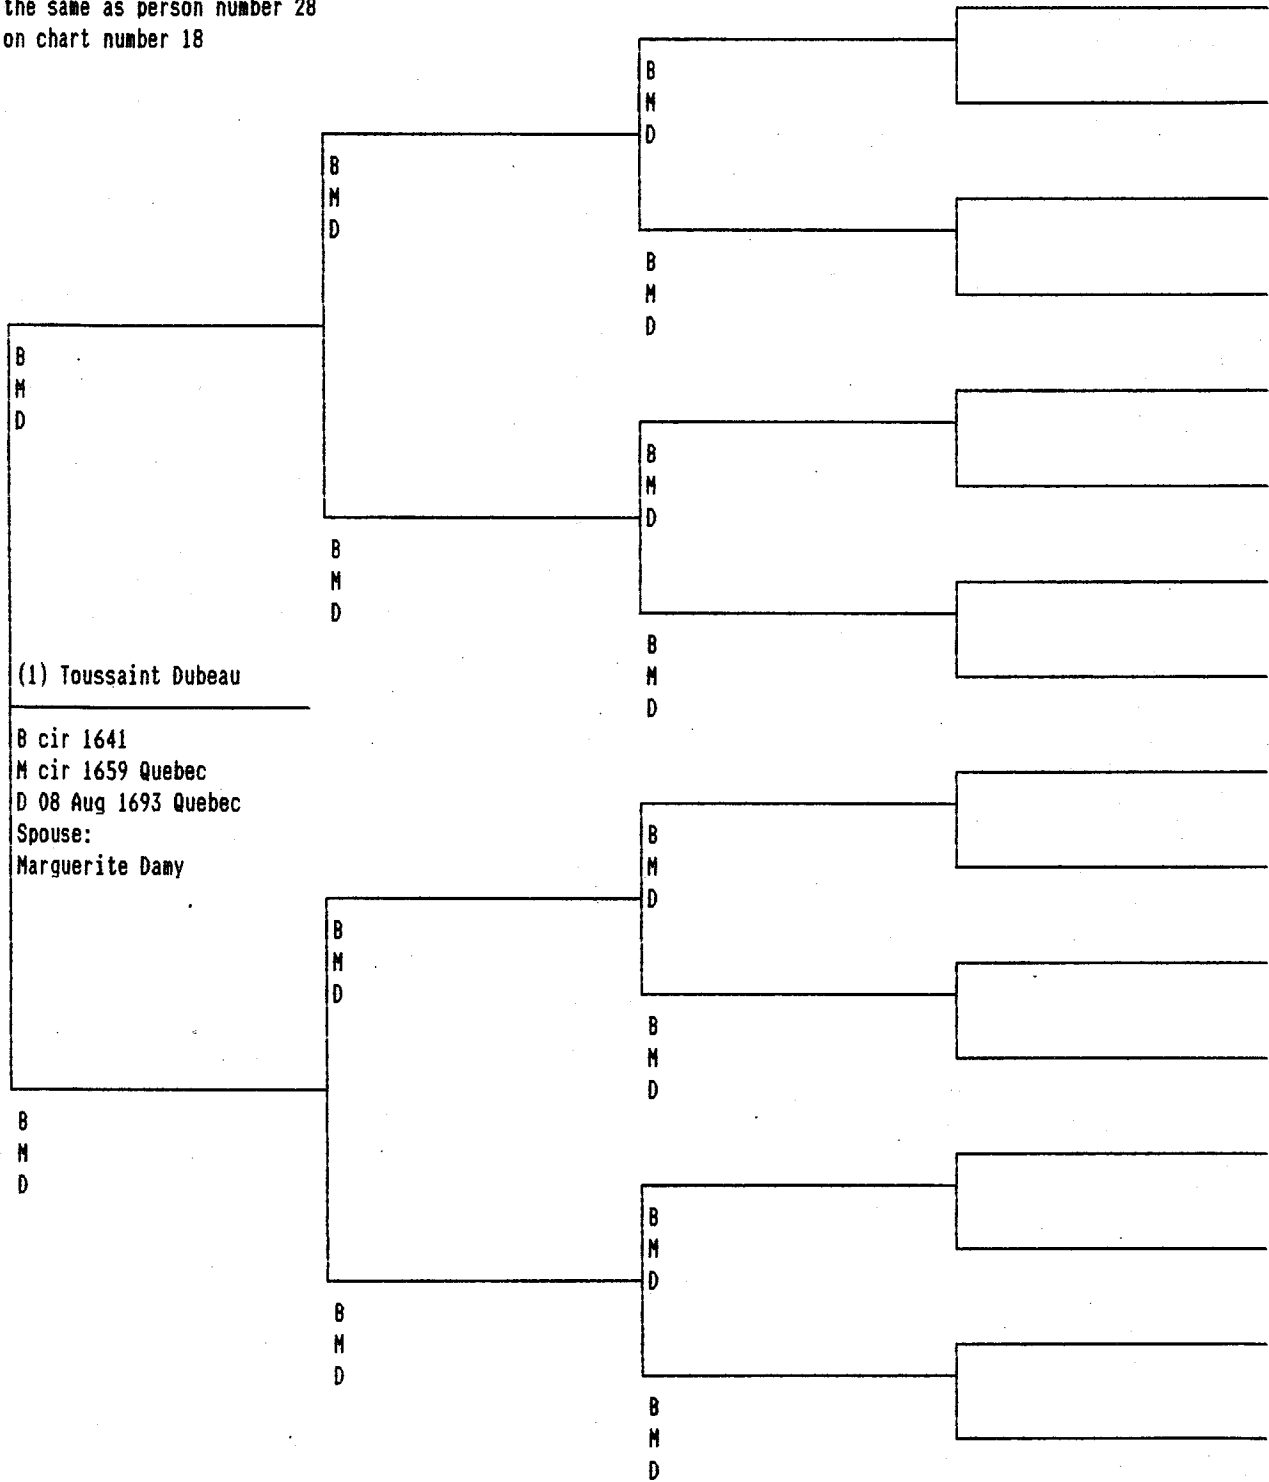 the same as person number 28
on chart number 18
B
M
D
B
M
D
B
M
D
B
M
D
B
M
D
B
M
D
B
M
D
(1) Toussaint Dubeau
B cir 1641
M cir 1659 Quebec
D 08 Aug 1693 Quebec
Spouse:
Marguerite Damy
B
M
D
B
M
D
B
M
D
B
M
D
B
M
D
B
M
D
B
M
D